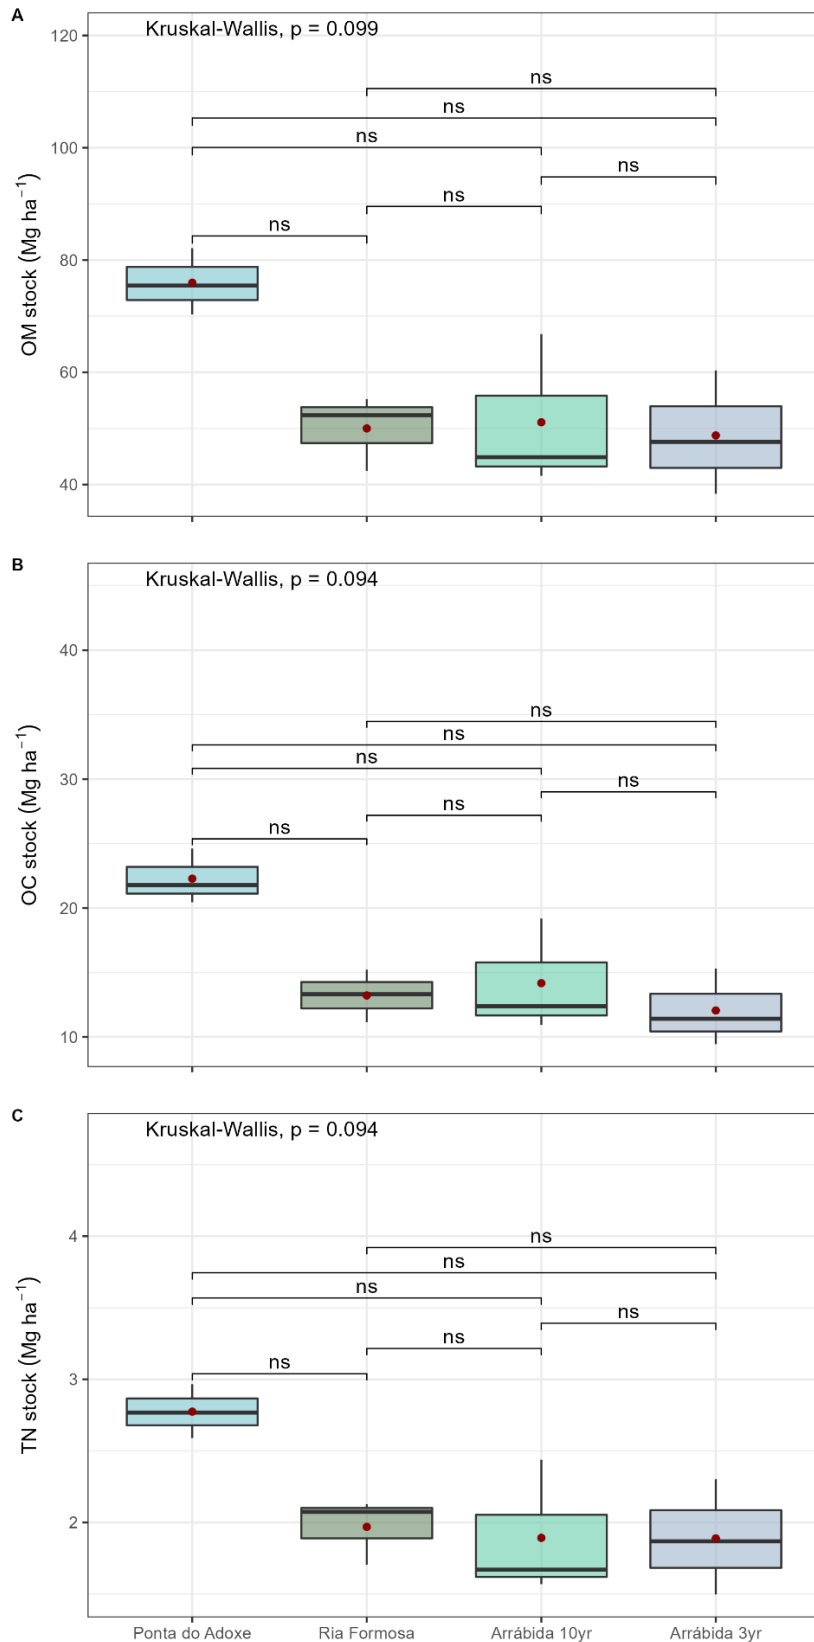 A
Kruskal-Wallis, p = 0.099
120
100
80
60
40
OM stock (Mg ha⁻¹)
ns
ns
ns
ns
ns
ns
B
Kruskal-Wallis, p = 0.094
40
30
20
10
OC stock (Mg ha⁻¹)
ns
ns
ns
ns
ns
ns
C
Kruskal-Wallis, p = 0.094
4
3
2
TN stock (Mg ha⁻¹)
ns
ns
ns
ns
ns
ns
Ponta do Adoxe Ria Formosa Arrábida 10yr Arrábida 3yr